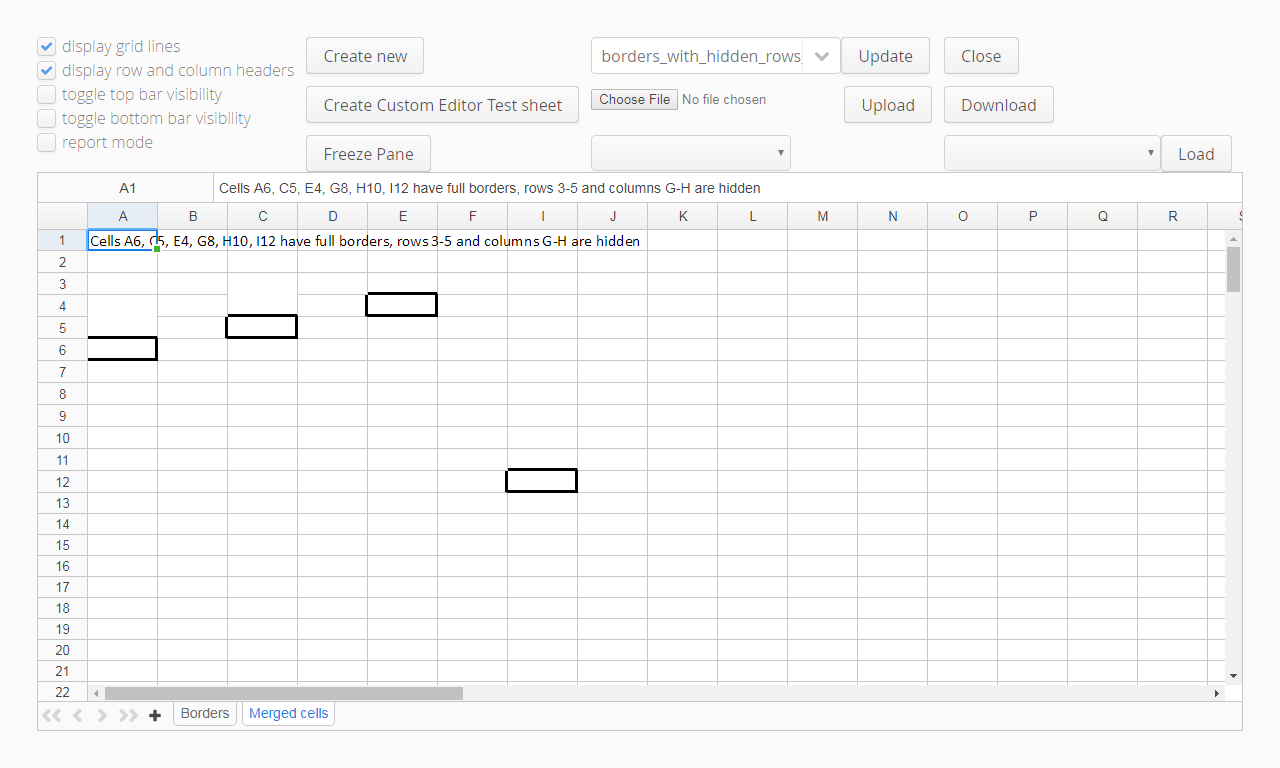 display grid lines
display row and column headers
toggle top bar visibility
toggle bottom bar visibility
report mode
Create new
borders_with_hidden_rows
Update
Close
Create Custom Editor Test sheet
Choose File No file chosen
Upload
Download
Freeze Pane
Load
A1
Cells A6, C5, E4, G8, H10, I12 have full borders, rows 3-5 and columns G-H are hidden
A B C D E F G I J K L M N O P Q R
1 Cells A6, C5, E4, G8, H10, I12 have full borders, rows 3-5 and columns G-H are hidden
2
3
4
5
6
7
8
9
10
11
12
13
14
15
16
17
18
19
20
21
22
Borders
Merged cells